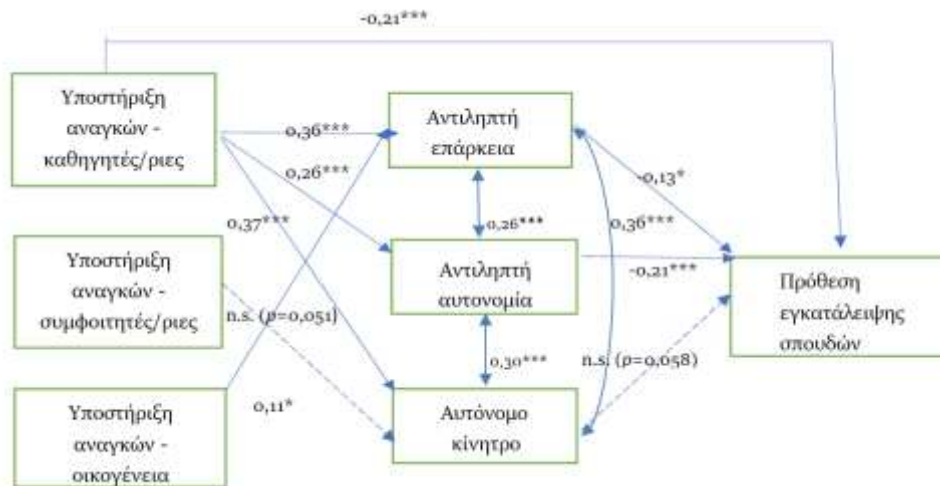 -0,21***
Υποστήριξη
αναγκών -
καθηγητές/ριες
Αντιληπτή
επάρκεια
0,36***
0,26***
0,37***
-0,13*
0,36***
0,26***
Υποστήριξη
αναγκών -
συμφοιτητές/ριες
Αντιληπτή
αυτονομία
-0,21***
Πρόθεση
εγκατάλειψης
σπουδών
n.s. (p=0,051)
0,30***
n.s. (p=0,058)
Υποστήριξη
αναγκών -
οικογένεια
0,11*
Αυτόνομο
κίνητρο